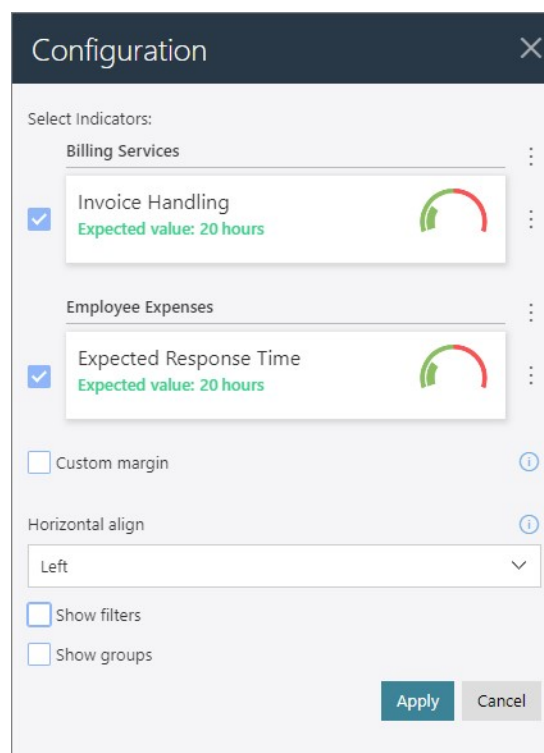 Configuration
Select Indicators:
Billing Services
Invoice Handling
Expected value: 20 hours
Employee Expenses
Expected Response Time
Expected value: 20 hours
Custom margin
Horizontal align
Left
Show filters
Show groups
Apply Cancel